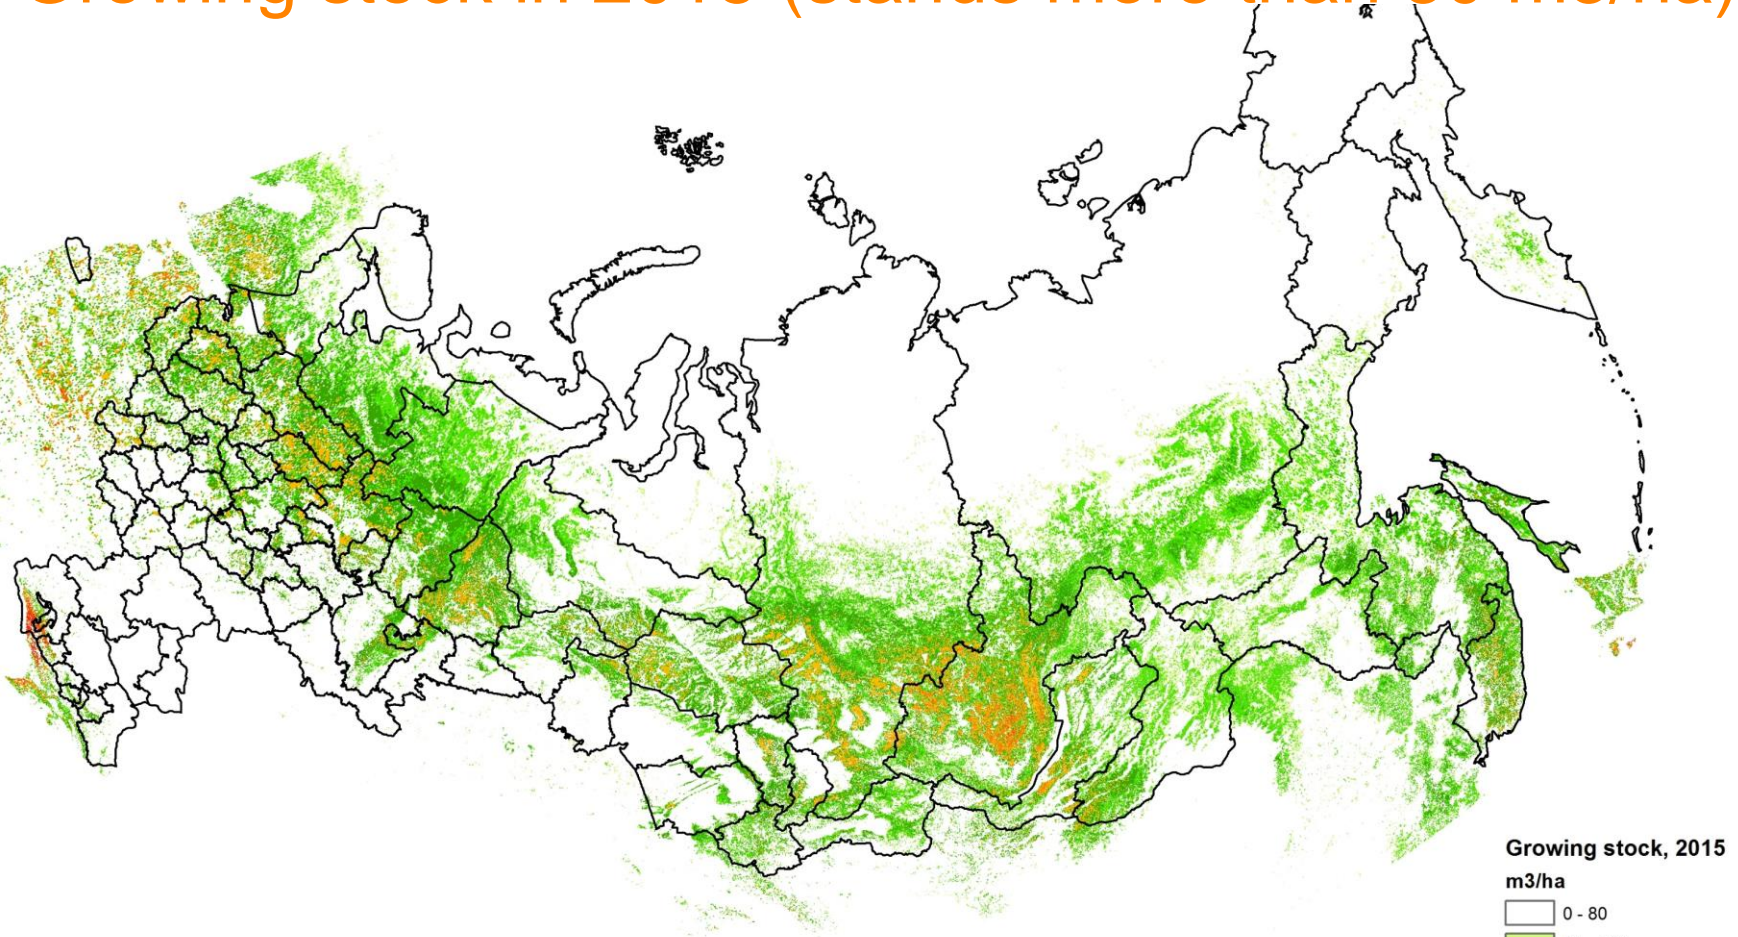 Growing stock in 2015 (stands more than 80 m3/ha)
Growing stock, 2015
m3/ha
0 - 80